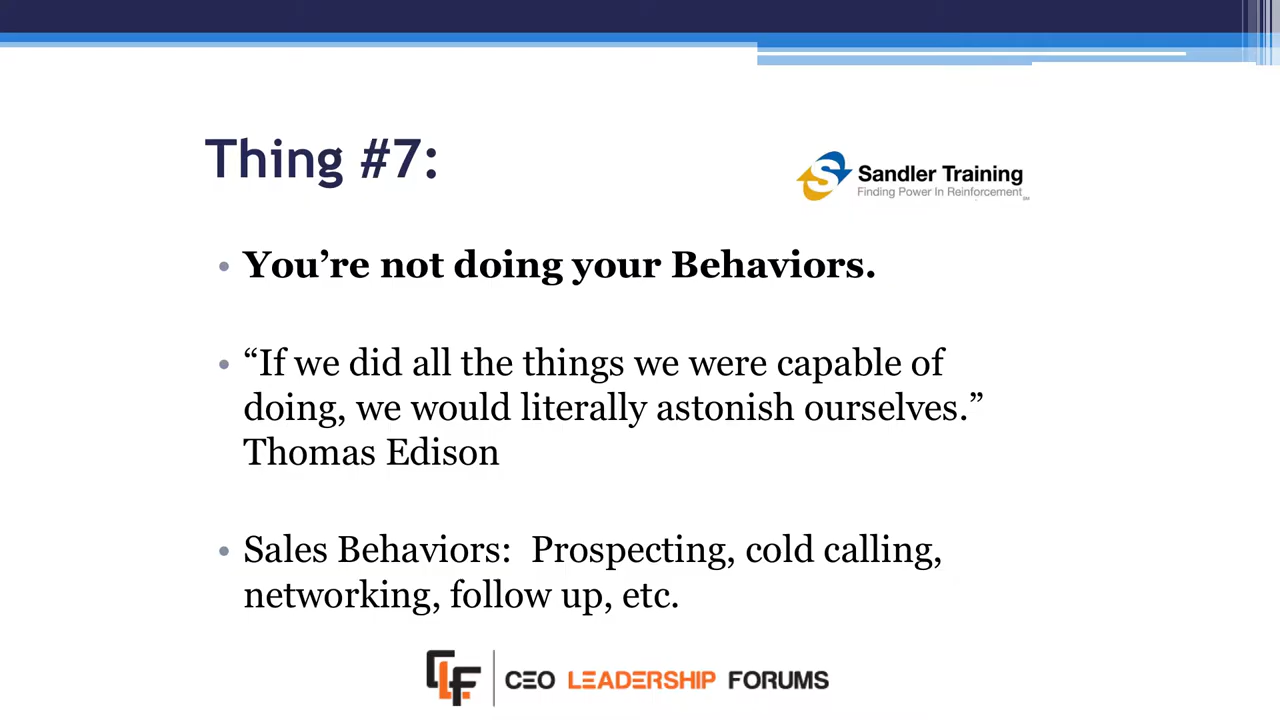 Thing #7:
Sandler Training
Finding Power In Reinforcement℠
• You’re not doing your Behaviors.
• “If we did all the things we were capable of
doing, we would literally astonish ourselves.”
Thomas Edison
• Sales Behaviors:  Prospecting, cold calling,
networking, follow up, etc.
CLF CEO LEADERSHIP FORUMS